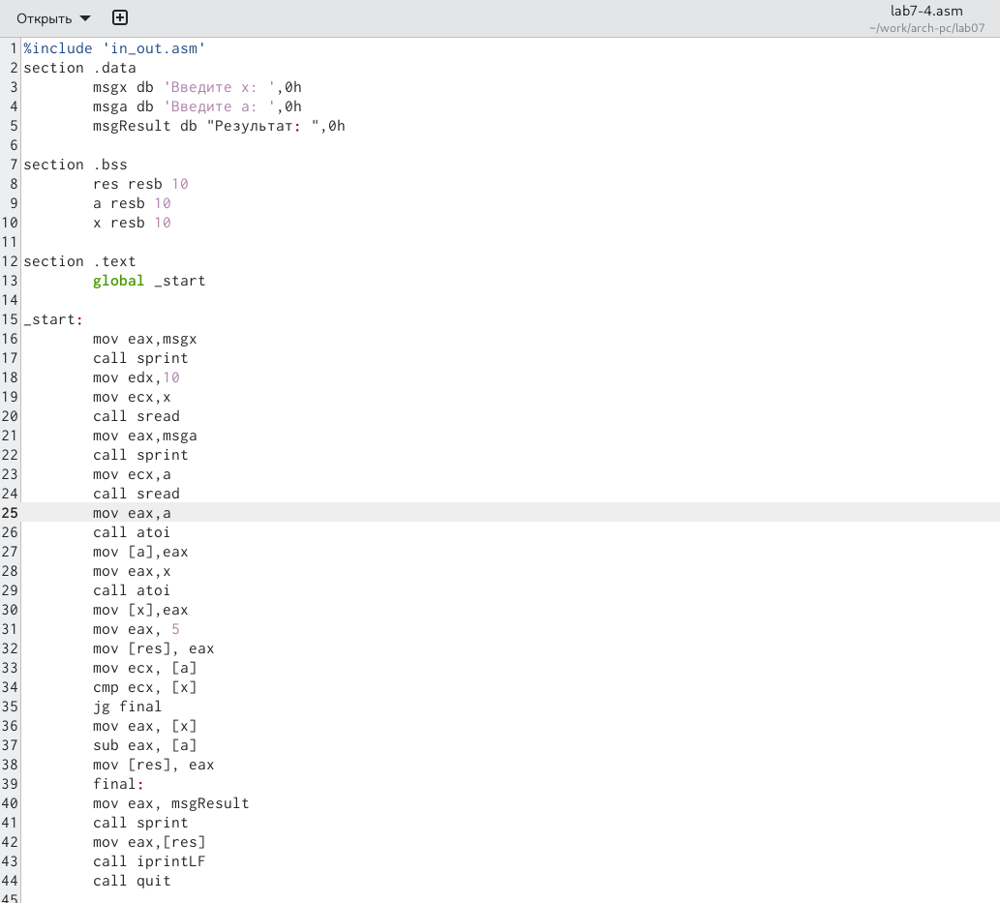 Открыть
lab7-4.asm
~/work/arch-pc/lab07
1 %include 'in_out.asm'
2 section .data
3 msgx db 'Введите x: ',0h
4 msga db 'Введите a: ',0h
5 msgResult db "Результат: ",0h
6
7 section .bss
8 res resb 10
9 a resb 10
10 x resb 10
11
12 section .text
13 global _start
14
15 _start:
16 mov eax,msgx
17 call sprint
18 mov edx,10
19 mov ecx,x
20 call sread
21 mov eax,msga
22 call sprint
23 mov ecx,a
24 call sread
25 mov eax,a
26 call atoi
27 mov [a],eax
28 mov eax,x
29 call atoi
30 mov [x],eax
31 mov eax, 5
32 mov [res], eax
33 mov ecx, [a]
34 cmp ecx, [x]
35 jg final
36 mov eax, [x]
37 sub eax, [a]
38 mov [res], eax
39 final:
40 mov eax, msgResult
41 call sprint
42 mov eax,[res]
43 call iprintLF
44 call quit
45